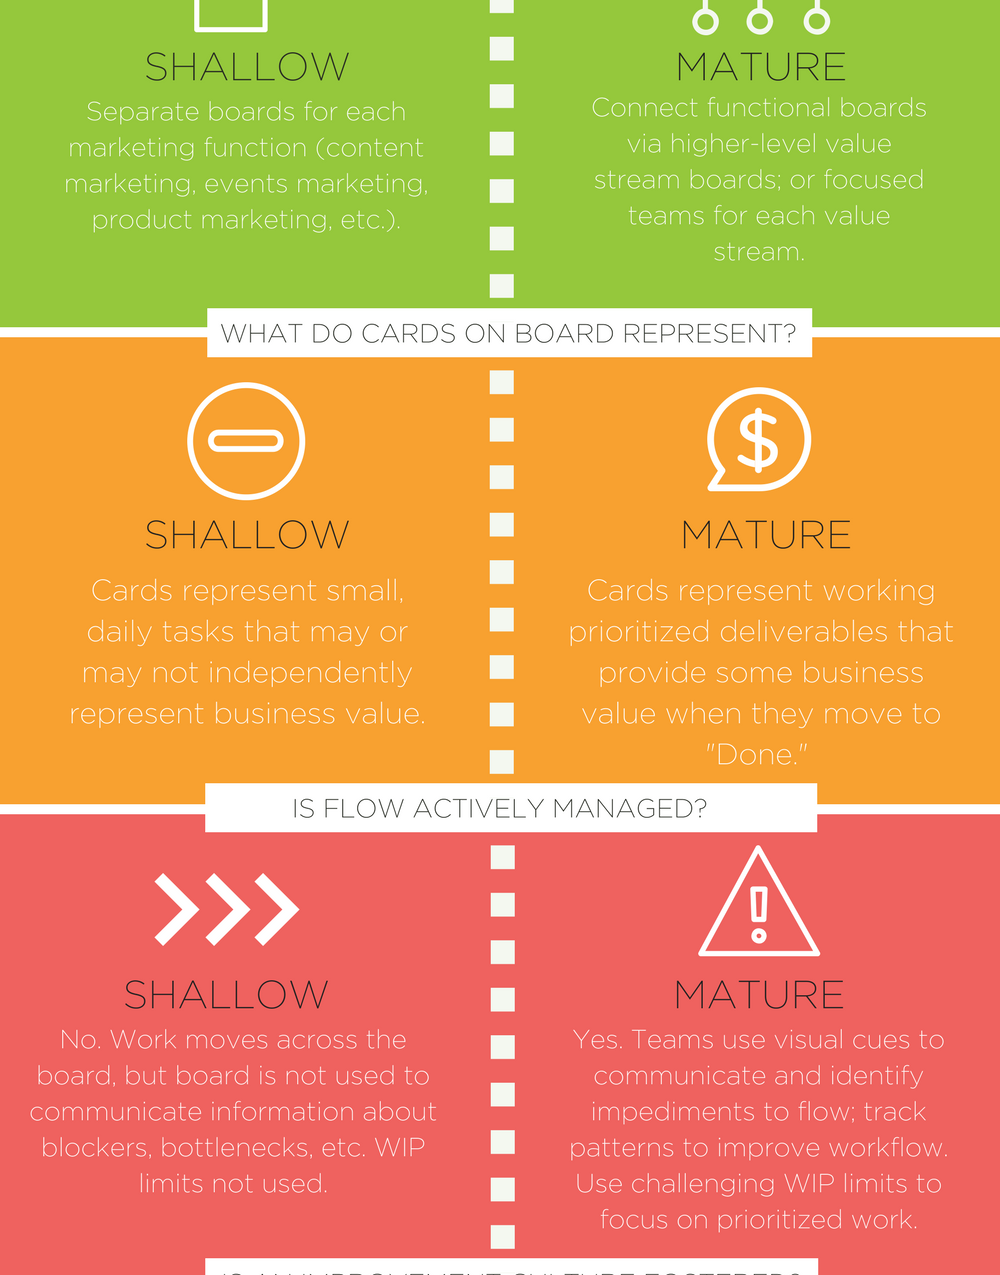 SHALLOW
Separate boards for each
marketing function (content
marketing, events marketing,
product marketing, etc.).
MATURE
Connect functional boards
via higher-level value
stream boards; or focused
teams for each value
stream.
WHAT DO CARDS ON BOARD REPRESENT?
SHALLOW
Cards represent small,
daily tasks that may or
may not independently
represent business value.
$
MATURE
Cards represent working
prioritized deliverables that
provide some business
value when they move to
"Done."
IS FLOW ACTIVELY MANAGED?
SHALLOW
No. Work moves across the
board, but board is not used to
communicate information about
blockers, bottlenecks, etc. WIP
limits not used.
!
MATURE
Yes. Teams use visual cues to
communicate and identify
impediments to flow; track
patterns to improve workflow.
Use challenging WIP limits to
focus on prioritized work.